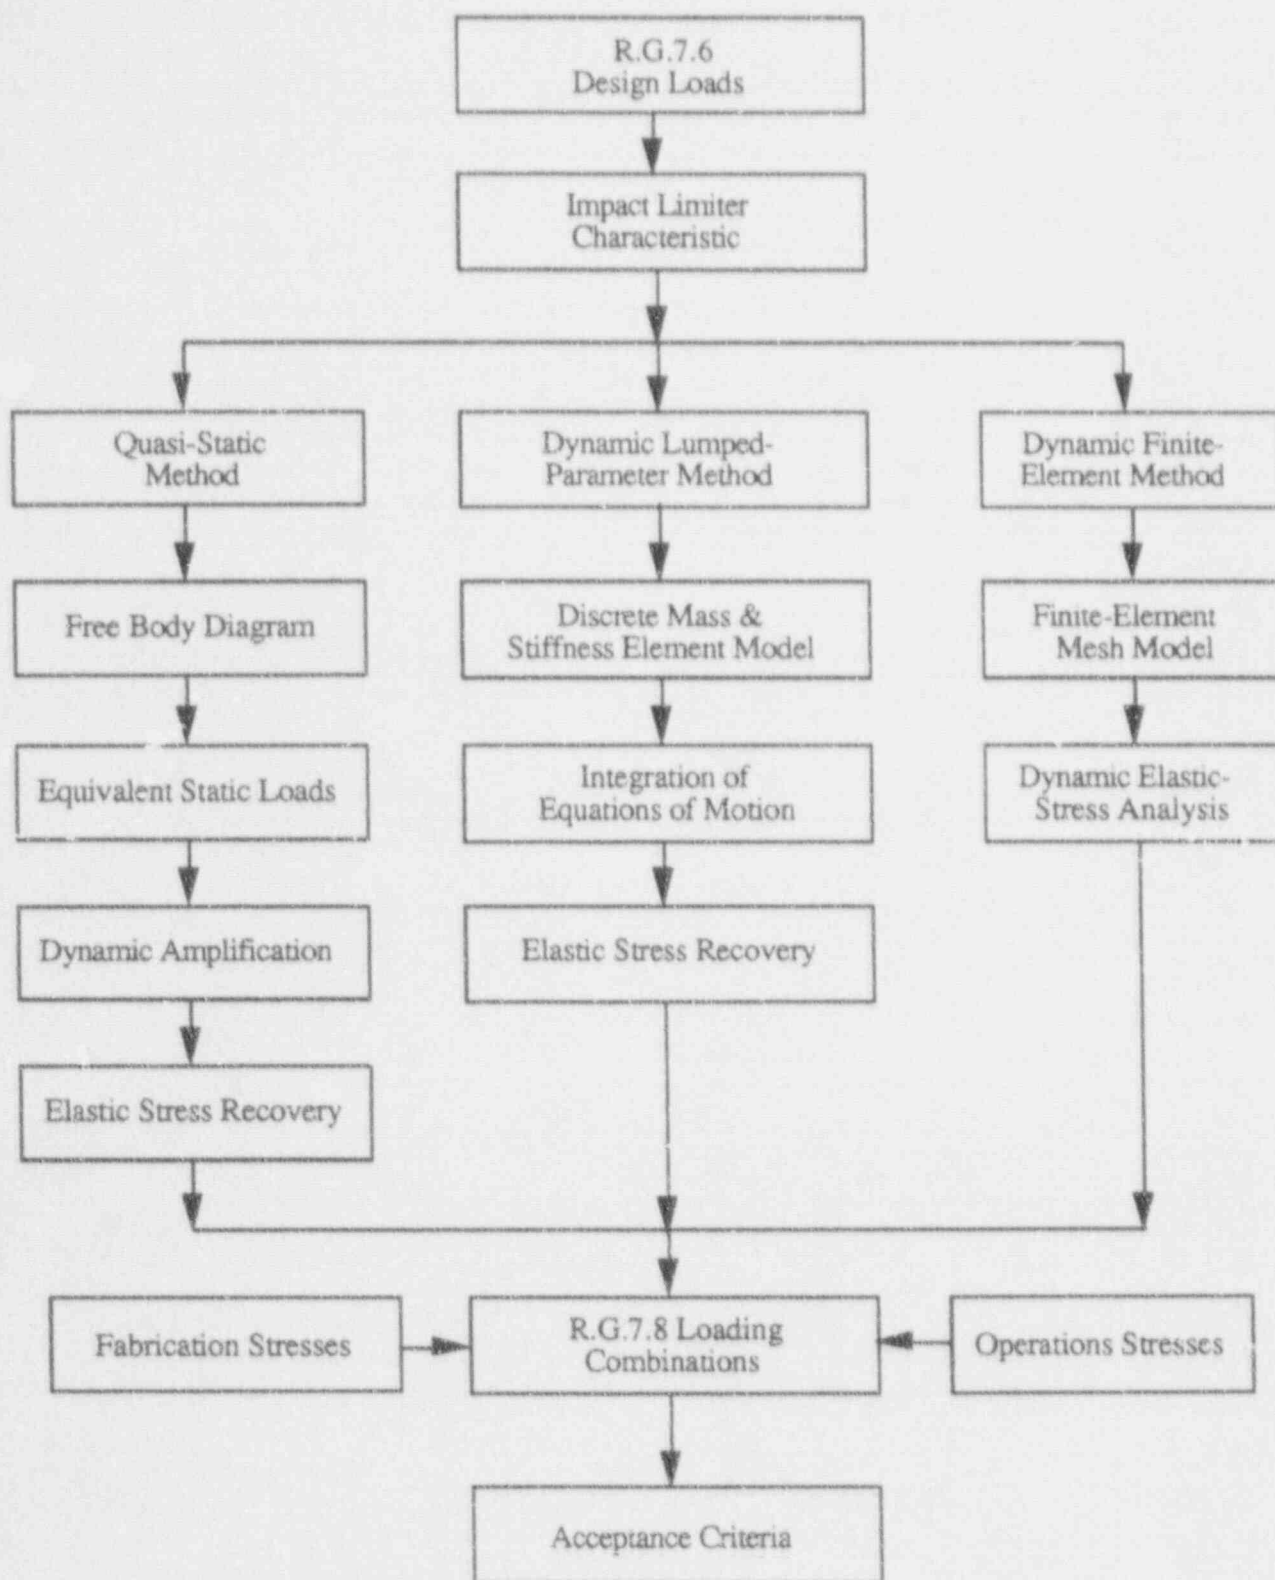 R.G.7.6
Design Loads
Impact Limiter
Characteristic
Quasi-Static
Method
Dynamic Lumped-
Parameter Method
Dynamic Finite-
Element Method
Free Body Diagram
Discrete Mass &
Stiffness Element Model
Finite-Element
Mesh Model
Equivalent Static Loads
Integration of
Equations of Motion
Dynamic Elastic-
Stress Analysis
Dynamic Amplification
Elastic Stress Recovery
Elastic Stress Recovery
Fabrication Stresses
R.G.7.8 Loading
Combinations
Operations Stresses
Acceptance Criteria